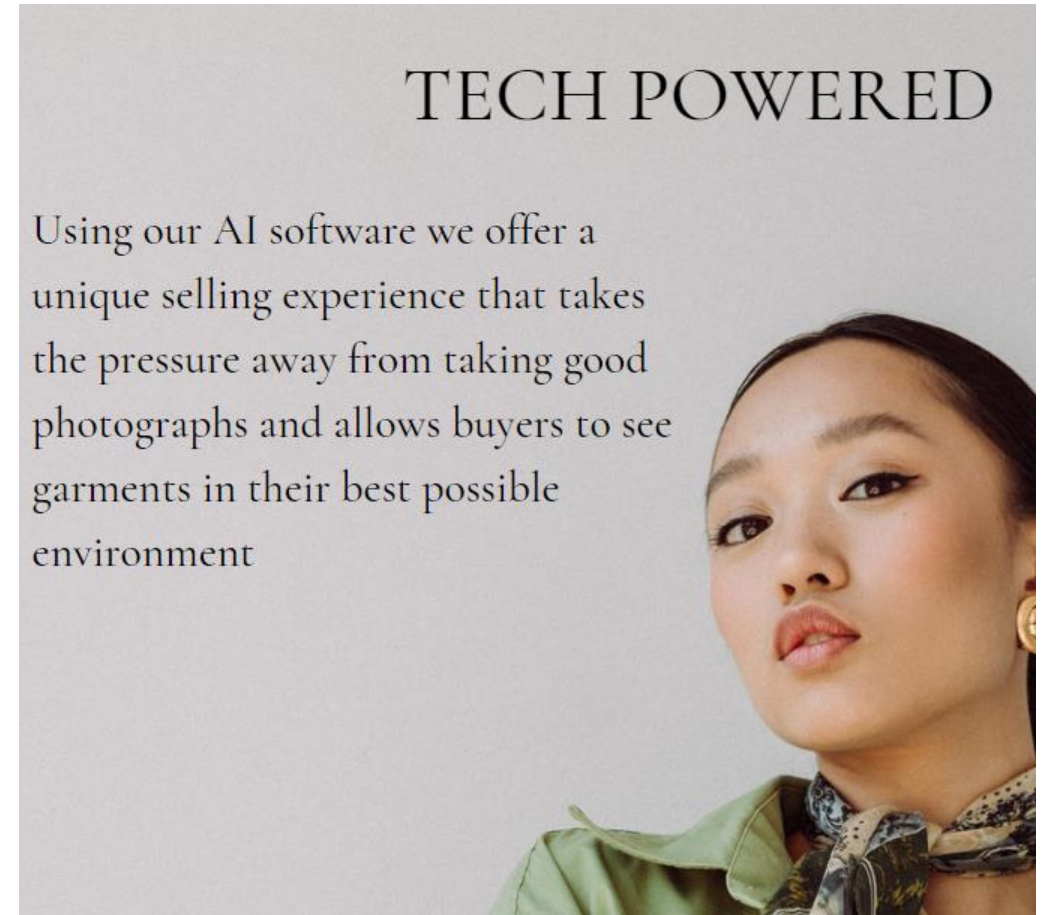 TECH POWERED
Using our AI software we offer a
unique selling experience that takes
the pressure away from taking good
photographs and allows buyers to see
garments in their best possible
environment